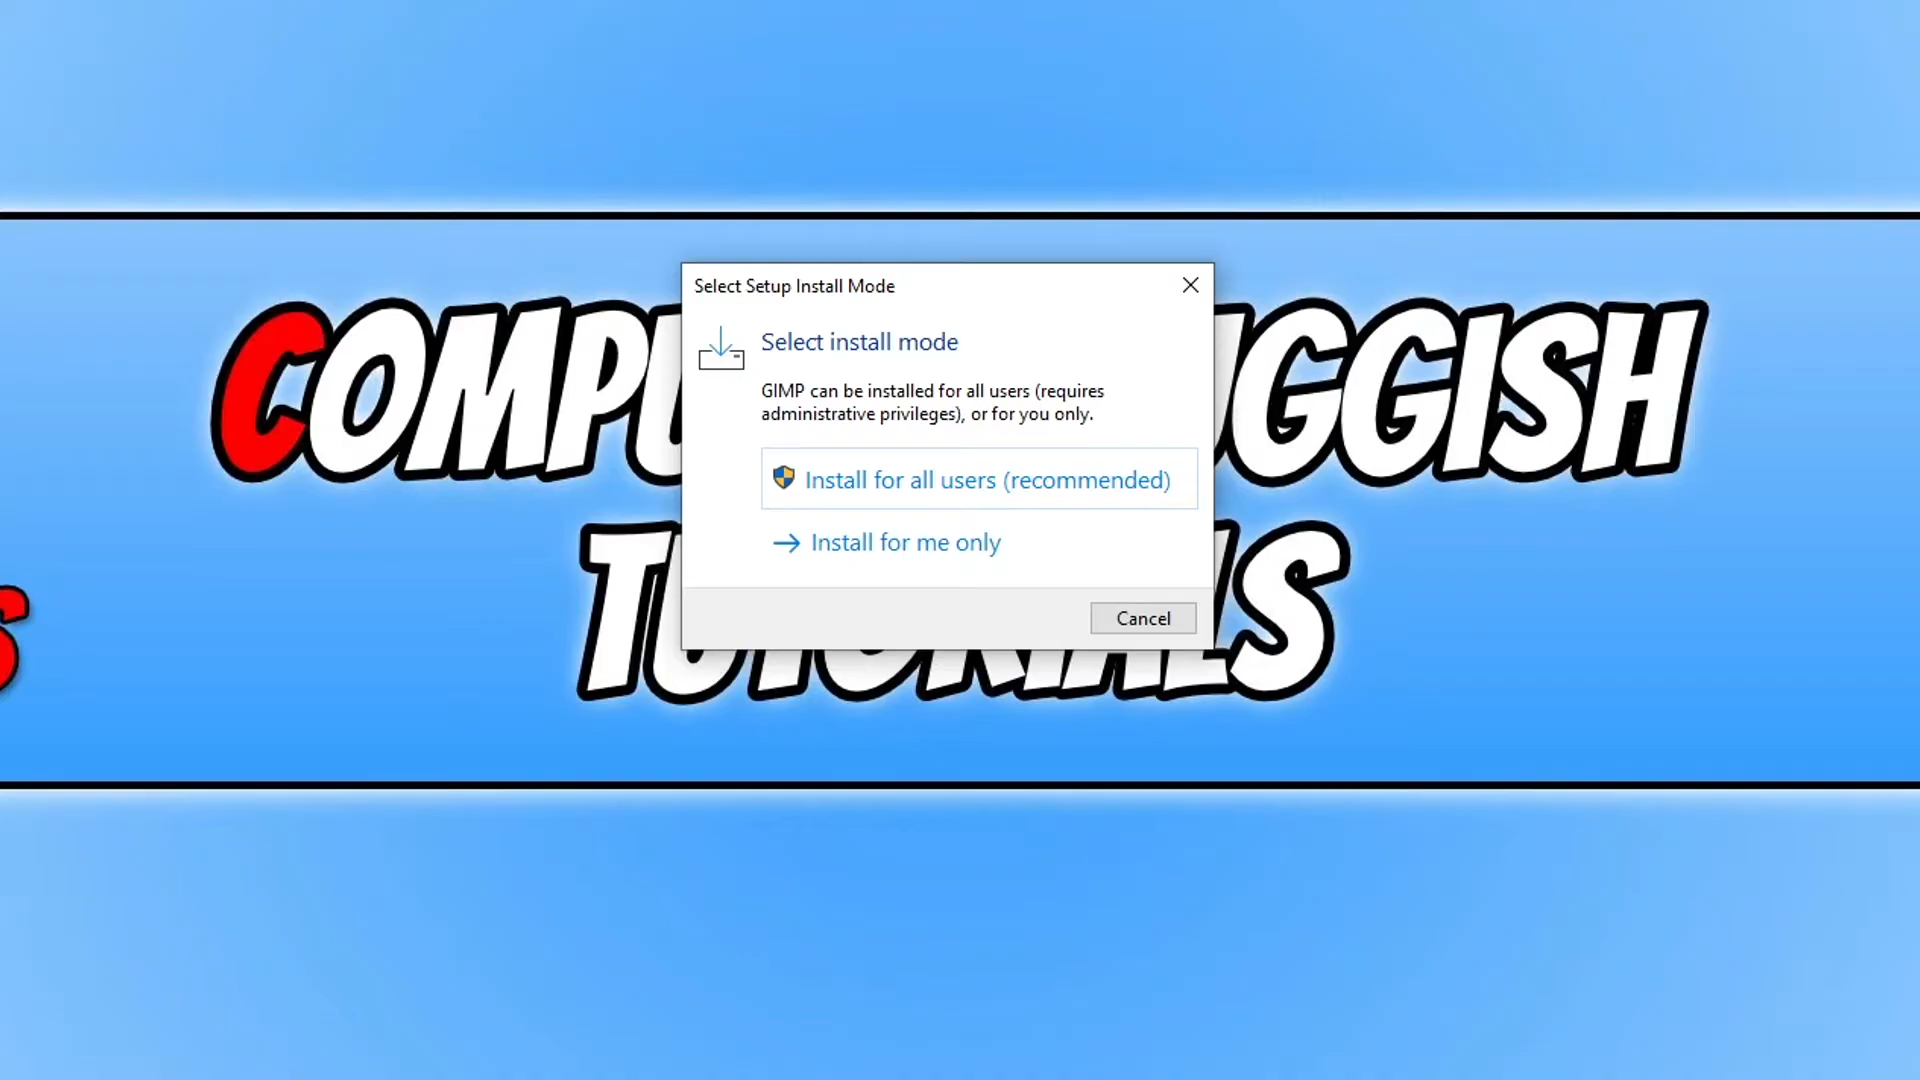 Select Setup Install Mode
Select install mode
GIMP can be installed for all users (requires
administrative privileges), or for you only.
Install for all users (recommended)
Install for me only
Cancel
TUTORIALS